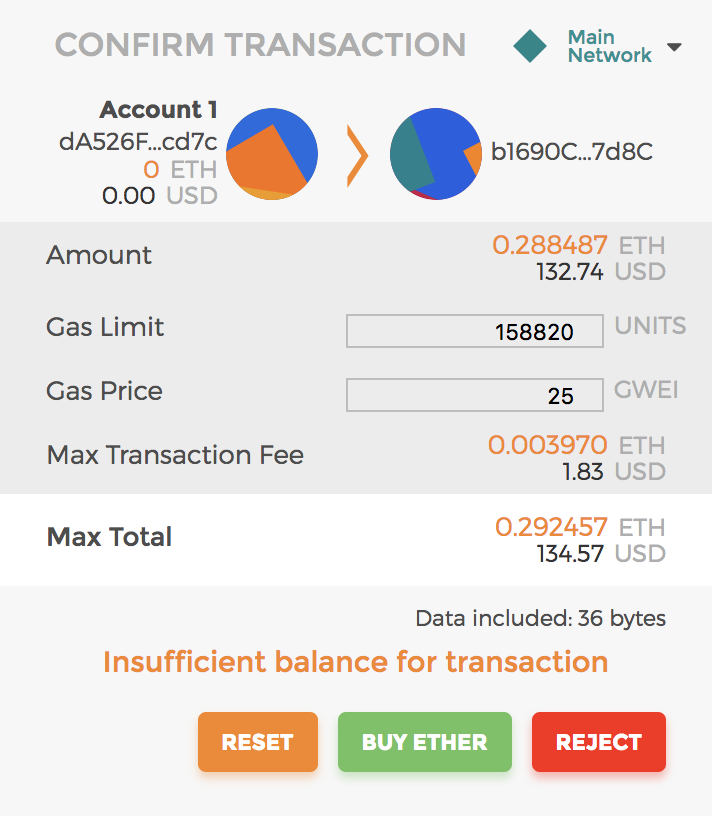 CONFIRM TRANSACTION
Main
Network
Account 1
dA526F...cd7c
0 ETH
0.00 USD
b1690C...7d8C
Amount
0.288487 ETH
132.74 USD
Gas Limit
158820 UNITS
Gas Price
25 GWEI
Max Transaction Fee
0.003970 ETH
1.83 USD
Max Total
0.292457 ETH
134.57 USD
Data included: 36 bytes
Insufficient balance for transaction
RESET
BUY ETHER
REJECT